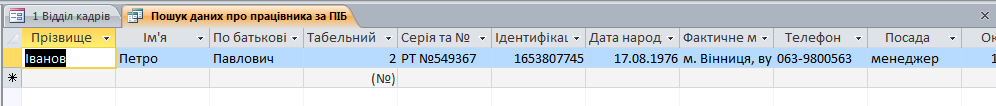 1 Відділ кадрів Пошук даних про працівника за ПІБ
Прізвище Ім'я По батькові Табельний Серія та № Ідентифікац Дата народ Фактичне м Телефон Посада Ок
Іванов Петро Павлович 2 РТ №549367 1653807745 17.08.1976 м. Вінниця, ву 063-9800563 менеджер 1
(№)